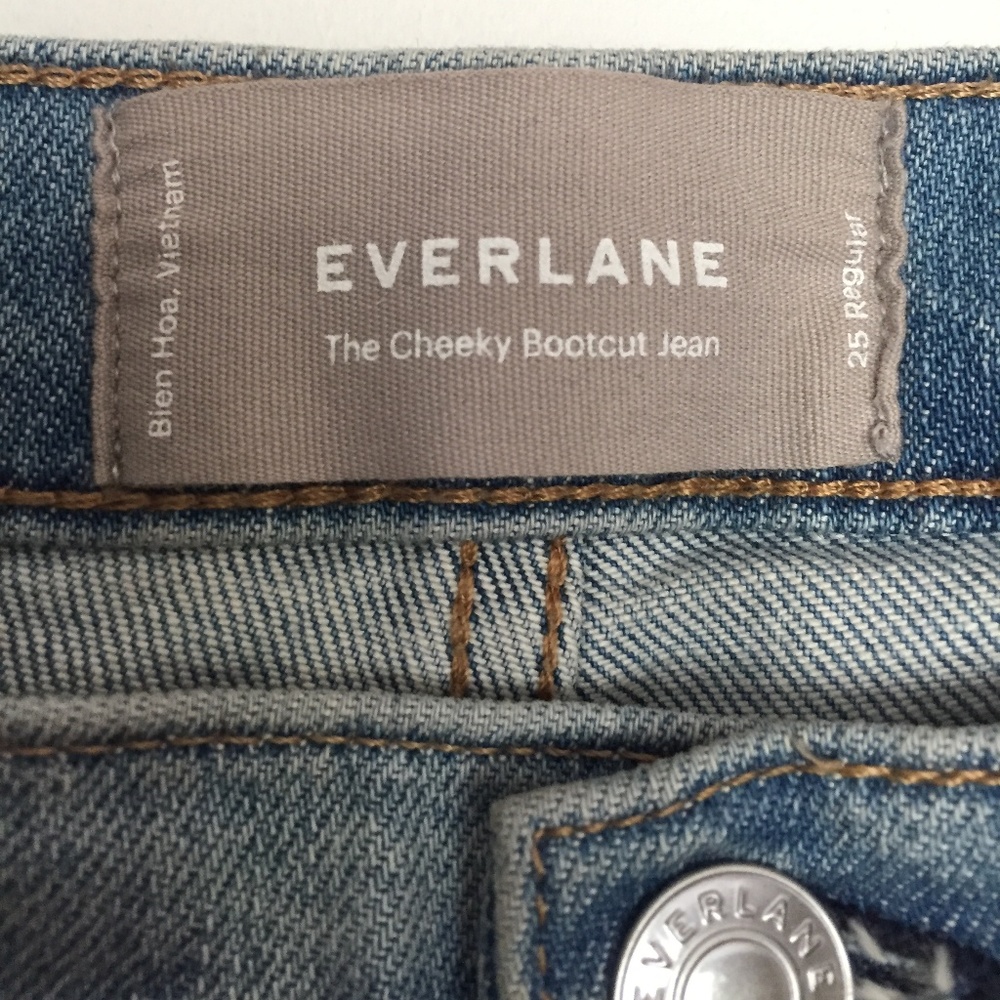 Bien Hoa, Vietnam
EVERLANE
The Cheeky Bootcut Jean
25 Regular
EVERLANE